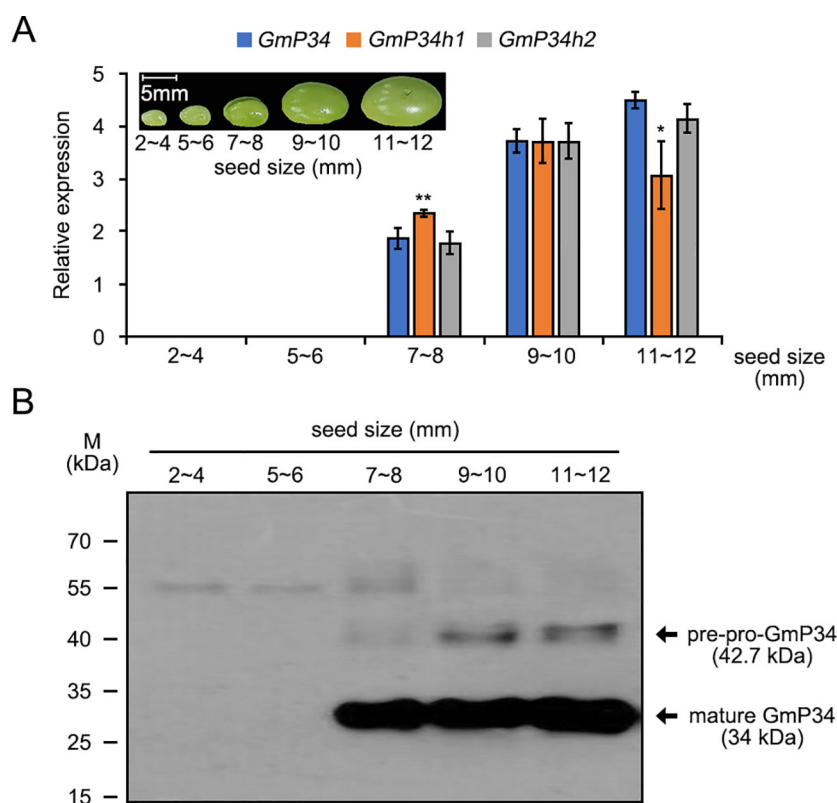 A
GmP34 GmP34h1 GmP34h2
5mm
2~4 5~6 7~8 9~10 11~12
seed size (mm)
Relative expression
5
4
3
2
1
0
**
*
2~4 5~6 7~8 9~10 11~12 seed size
(mm)
B
seed size (mm)
M
(kDa)
2~4 5~6 7~8 9~10 11~12
70
55
40
35
25
15
pre-pro-GmP34
(42.7 kDa)
mature GmP34
(34 kDa)